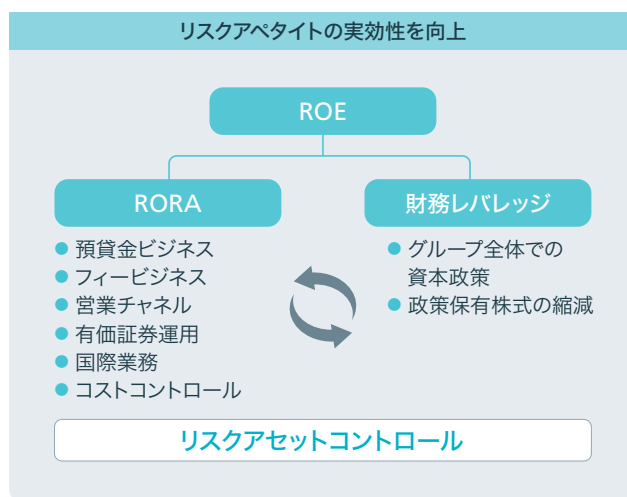 リスクアペタイトの実効性を向上
ROE
RORA
● 預貸金ビジネス
● フィービジネス
● 営業チャネル
● 有価証券運用
● 国際業務
● コストコントロール
財務レバレッジ
● グループ全体での
資本政策
● 政策保有株式の縮減
リスクアセットコントロール